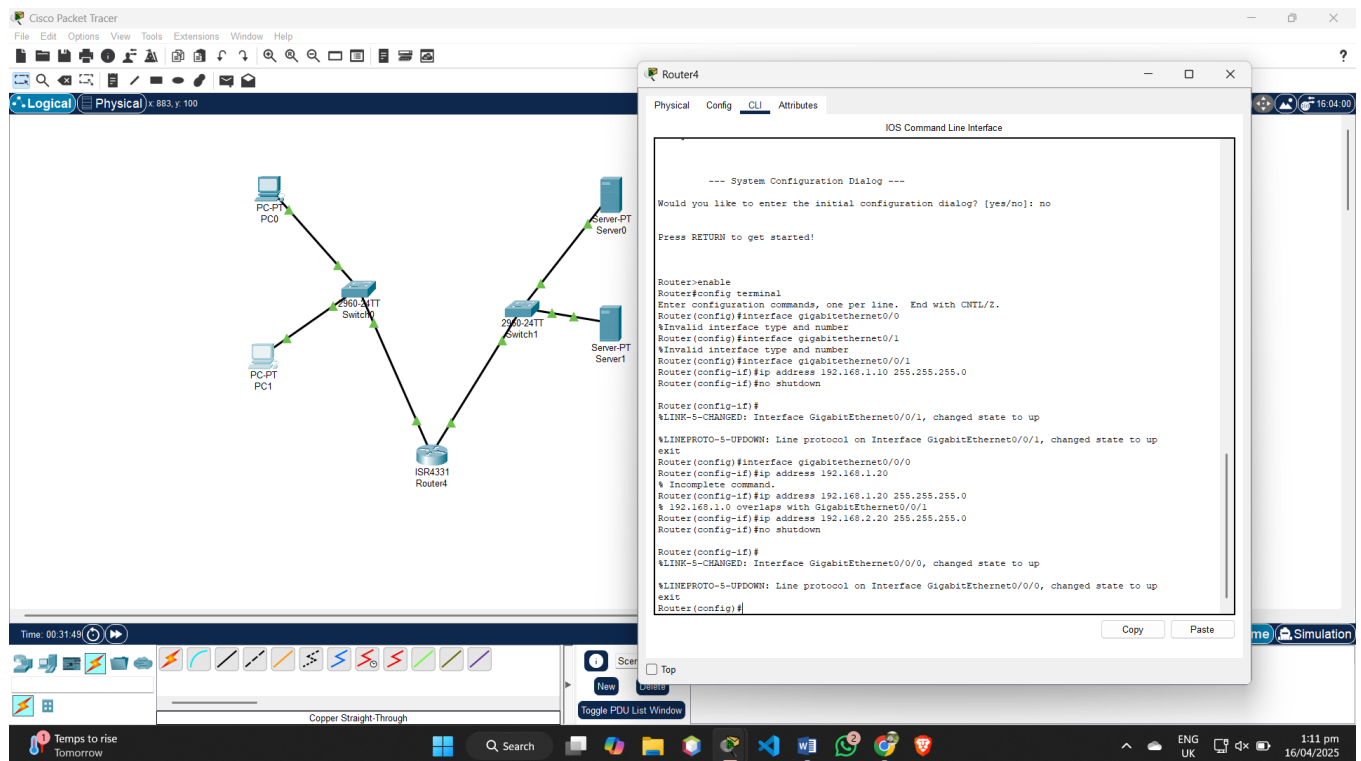 Cisco Packet Tracer
File Edit Options View Tools Extensions Window Help
?
Logical Physical x: 883, y: 100
16:04:00
PC-PT
PC0
Server-PT
Server0
2960-24TT
Switch0
2960-24TT
Switch1
Server-PT
Server1
PC-PT
PC1
ISR4331
Router4
Router4
Physical Config CLI Attributes
IOS Command Line Interface
--- System Configuration Dialog ---
Would you like to enter the initial configuration dialog? [yes/no]: no
Press RETURN to get started!
Router>enable
Router#config terminal
Enter configuration commands, one per line. End with CNTL/Z.
Router(config)#interface gigabitethernet0/0
%Invalid interface type and number
Router(config)#interface gigabitethernet0/1
%Invalid interface type and number
Router(config)#interface gigabitethernet0/0/1
Router(config-if)#ip address 192.168.1.10 255.255.255.0
Router(config-if)#no shutdown
Router(config-if)#
%LINK-5-CHANGED: Interface GigabitEthernet0/0/1, changed state to up
%LINEPROTO-5-UPDOWN: Line protocol on Interface GigabitEthernet0/0/1, changed state to up
exit
Router(config)#interface gigabitethernet0/0/0
Router(config-if)#ip address 192.168.1.20
% Incomplete command.
Router(config-if)#ip address 192.168.1.20 255.255.255.0
% 192.168.1.0 overlaps with GigabitEthernet0/0/1
Router(config-if)#ip address 192.168.2.20 255.255.255.0
Router(config-if)#no shutdown
Router(config-if)#
%LINK-5-CHANGED: Interface GigabitEthernet0/0/0, changed state to up
%LINEPROTO-5-UPDOWN: Line protocol on Interface GigabitEthernet0/0/0, changed state to up
exit
Router(config)#
Copy Paste
Top
Time: 00:31:49
me Simulation
Scer
New Delete
Toggle PDU List Window
Copper Straight-Through
1
Temps to rise
Tomorrow
Search
2
ENG
UK
1:11 pm
16/04/2025